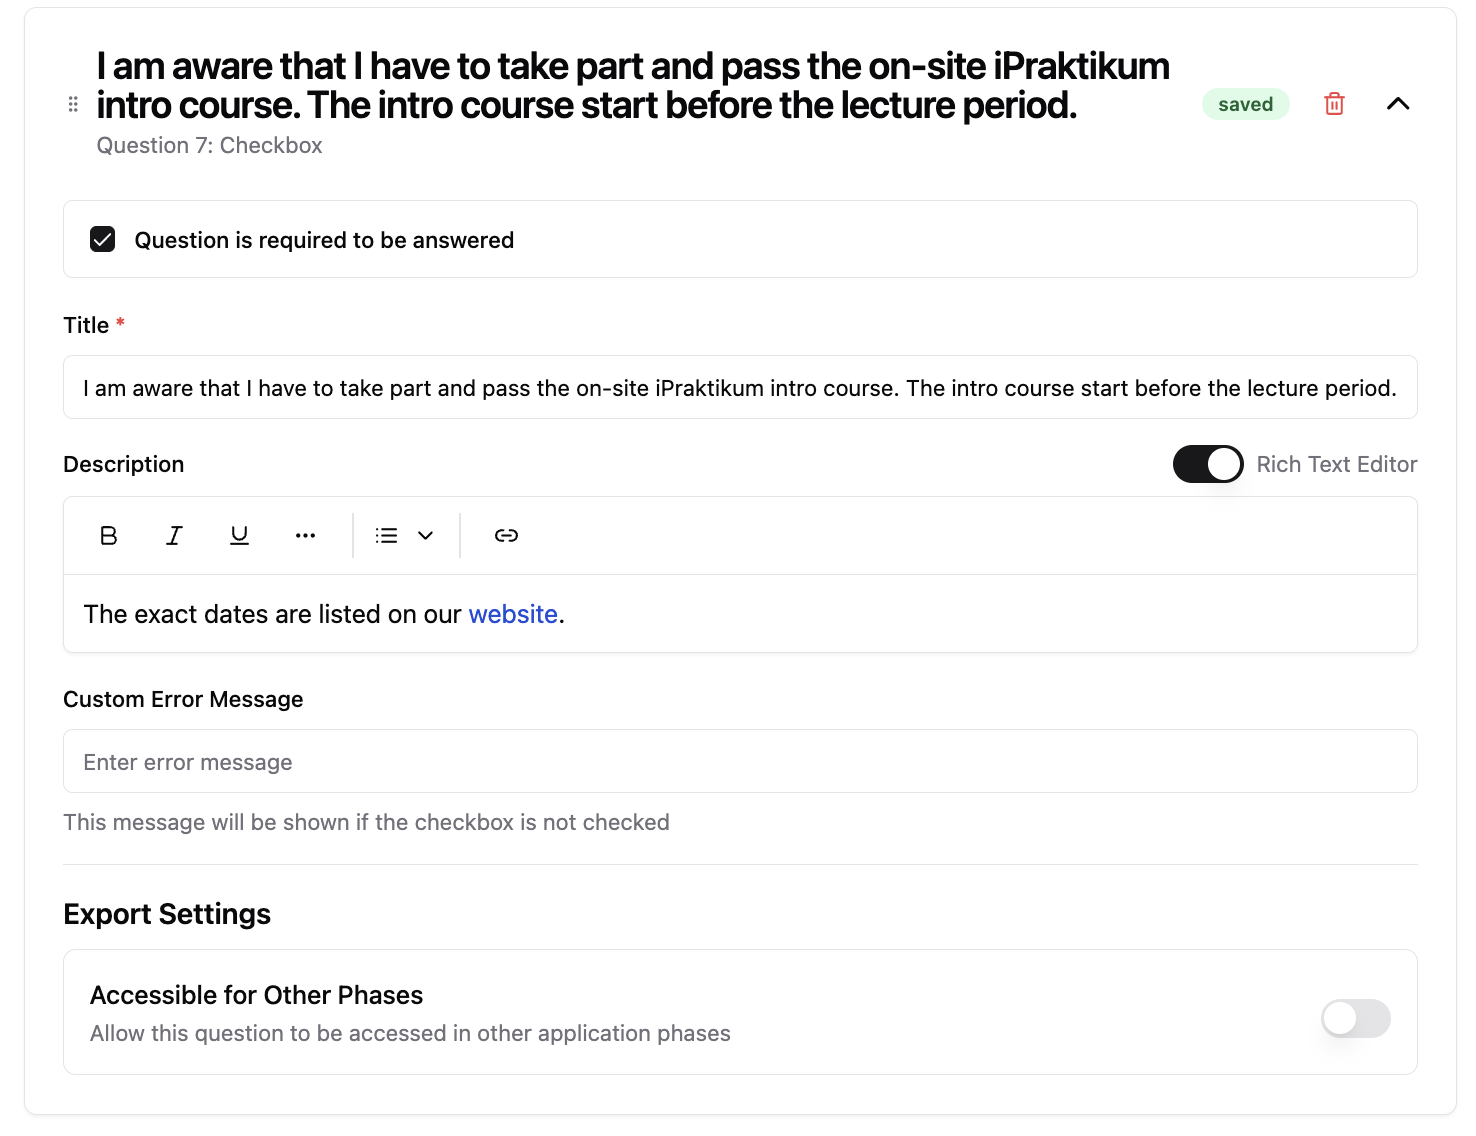 I am aware that I have to take part and pass the on-site iPraktikum
intro course. The intro course start before the lecture period.
saved
Question 7: Checkbox
Question is required to be answered
Title *
I am aware that I have to take part and pass the on-site iPraktikum intro course. The intro course start before the lecture period.
Description
Rich Text Editor
B I U ...
The exact dates are listed on our website.
Custom Error Message
Enter error message
This message will be shown if the checkbox is not checked
Export Settings
Accessible for Other Phases
Allow this question to be accessed in other application phases